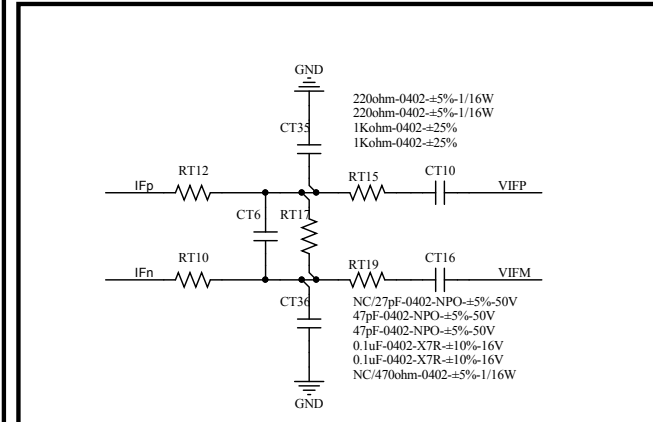 GND
220ohm-0402-±5%-1/16W
220ohm-0402-±5%-1/16W
CT35
1Kohm-0402-±25%
1Kohm-0402-±25%
RT12
RT15
CT10
IFp
VIFP
CT6
RT17
RT10
RT19
CT16
IFn
VIFM
CT36
NC/27pF-0402-NPO-±5%-50V
47pF-0402-NPO-±5%-50V
47pF-0402-NPO-±5%-50V
0.1uF-0402-X7R-±10%-16V
0.1uF-0402-X7R-±10%-16V
NC/470ohm-0402-±5%-1/16W
GND